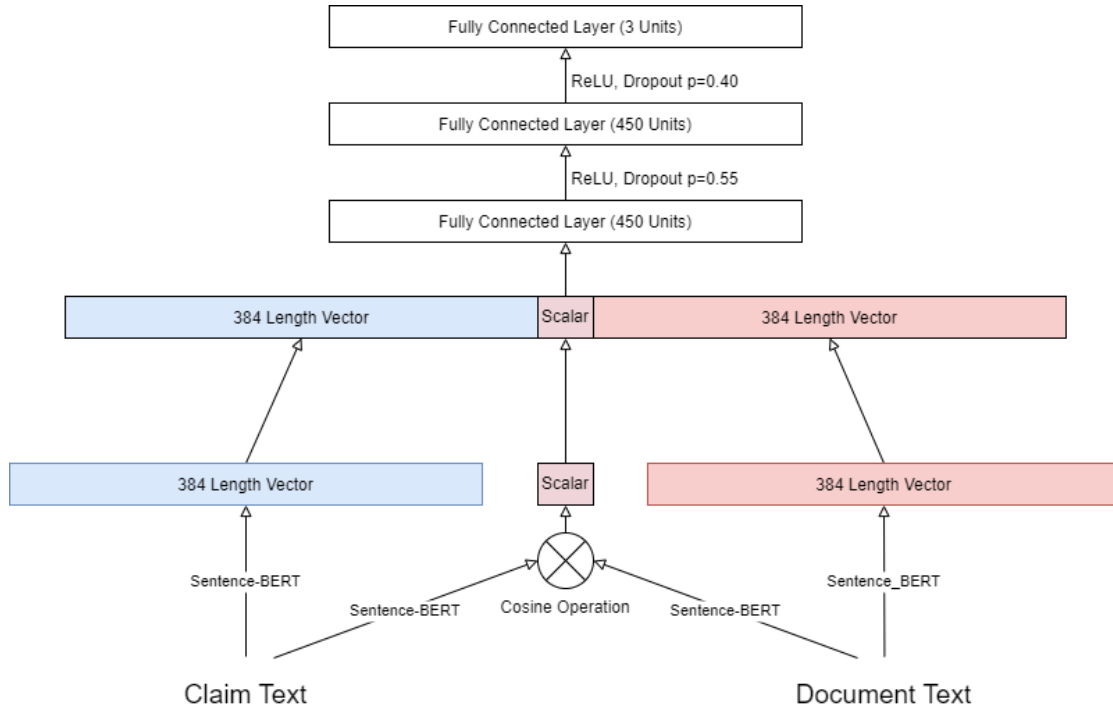 Fully Connected Layer (3 Units)
ReLU, Dropout p=0.40
Fully Connected Layer (450 Units)
ReLU, Dropout p=0.55
Fully Connected Layer (450 Units)
384 Length Vector
Scalar
384 Length Vector
384 Length Vector
Scalar
384 Length Vector
Sentence-BERT
Sentence_BERT
Sentence-BERT
Cosine Operation
Sentence-BERT
Claim Text
Document Text